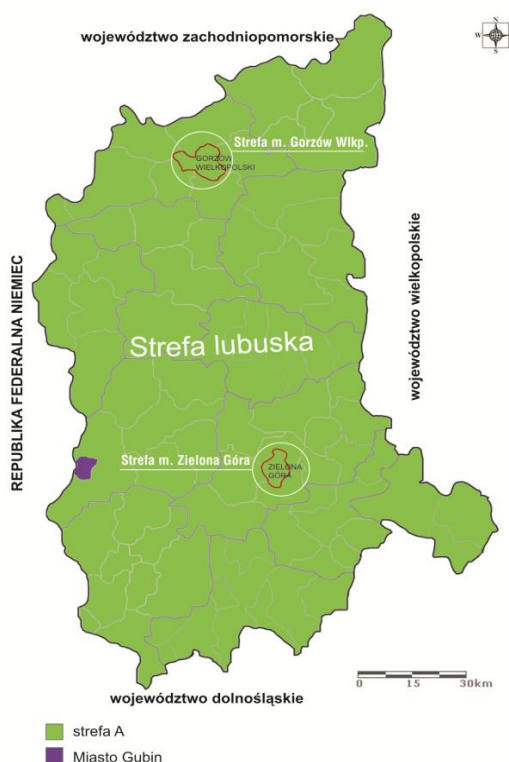 województwo zachodniopomorskie
N
W
S
Strefa m. Gorzów Wlkp.
GORZÓW
WIELKOPOLSKI
województwo wielkopolskie
REPUBLIKA FEDERALNA NIEMIEC
Strefa lubuska
Strefa m. Zielona Góra
ZIELONA
GÓRA
0 15 30km
województwo dolnośląskie
strefa A
Miasto Gubin